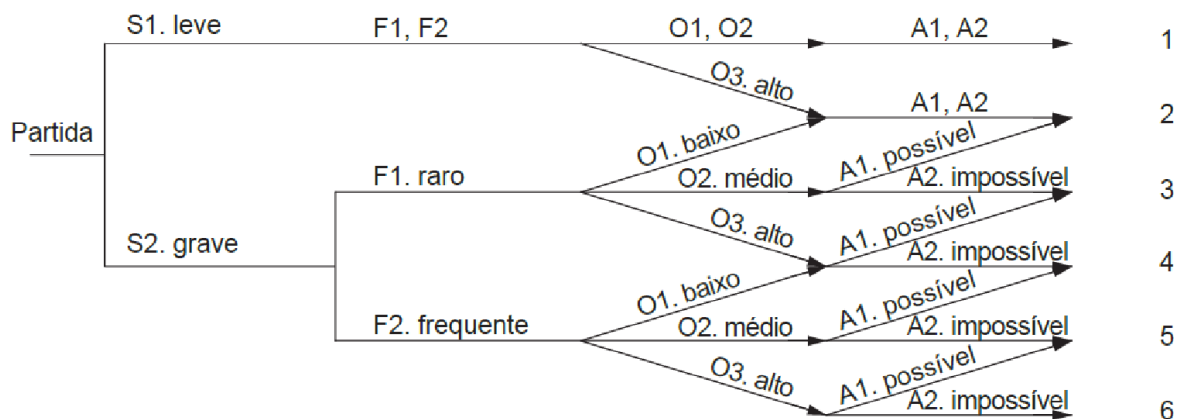 S1. leve F1, F2 O1, O2 A1, A2 1
O3. alto A1, A2 2
Partida
O1. baixo A1. possível
F1. raro O2. médio A2. impossível 3
O3. alto A1. possível
S2. grave A2. impossível 4
O1. baixo A1. possível
F2. frequente O2. médio A2. impossível 5
O3. alto A1. possível
A2. impossível 6